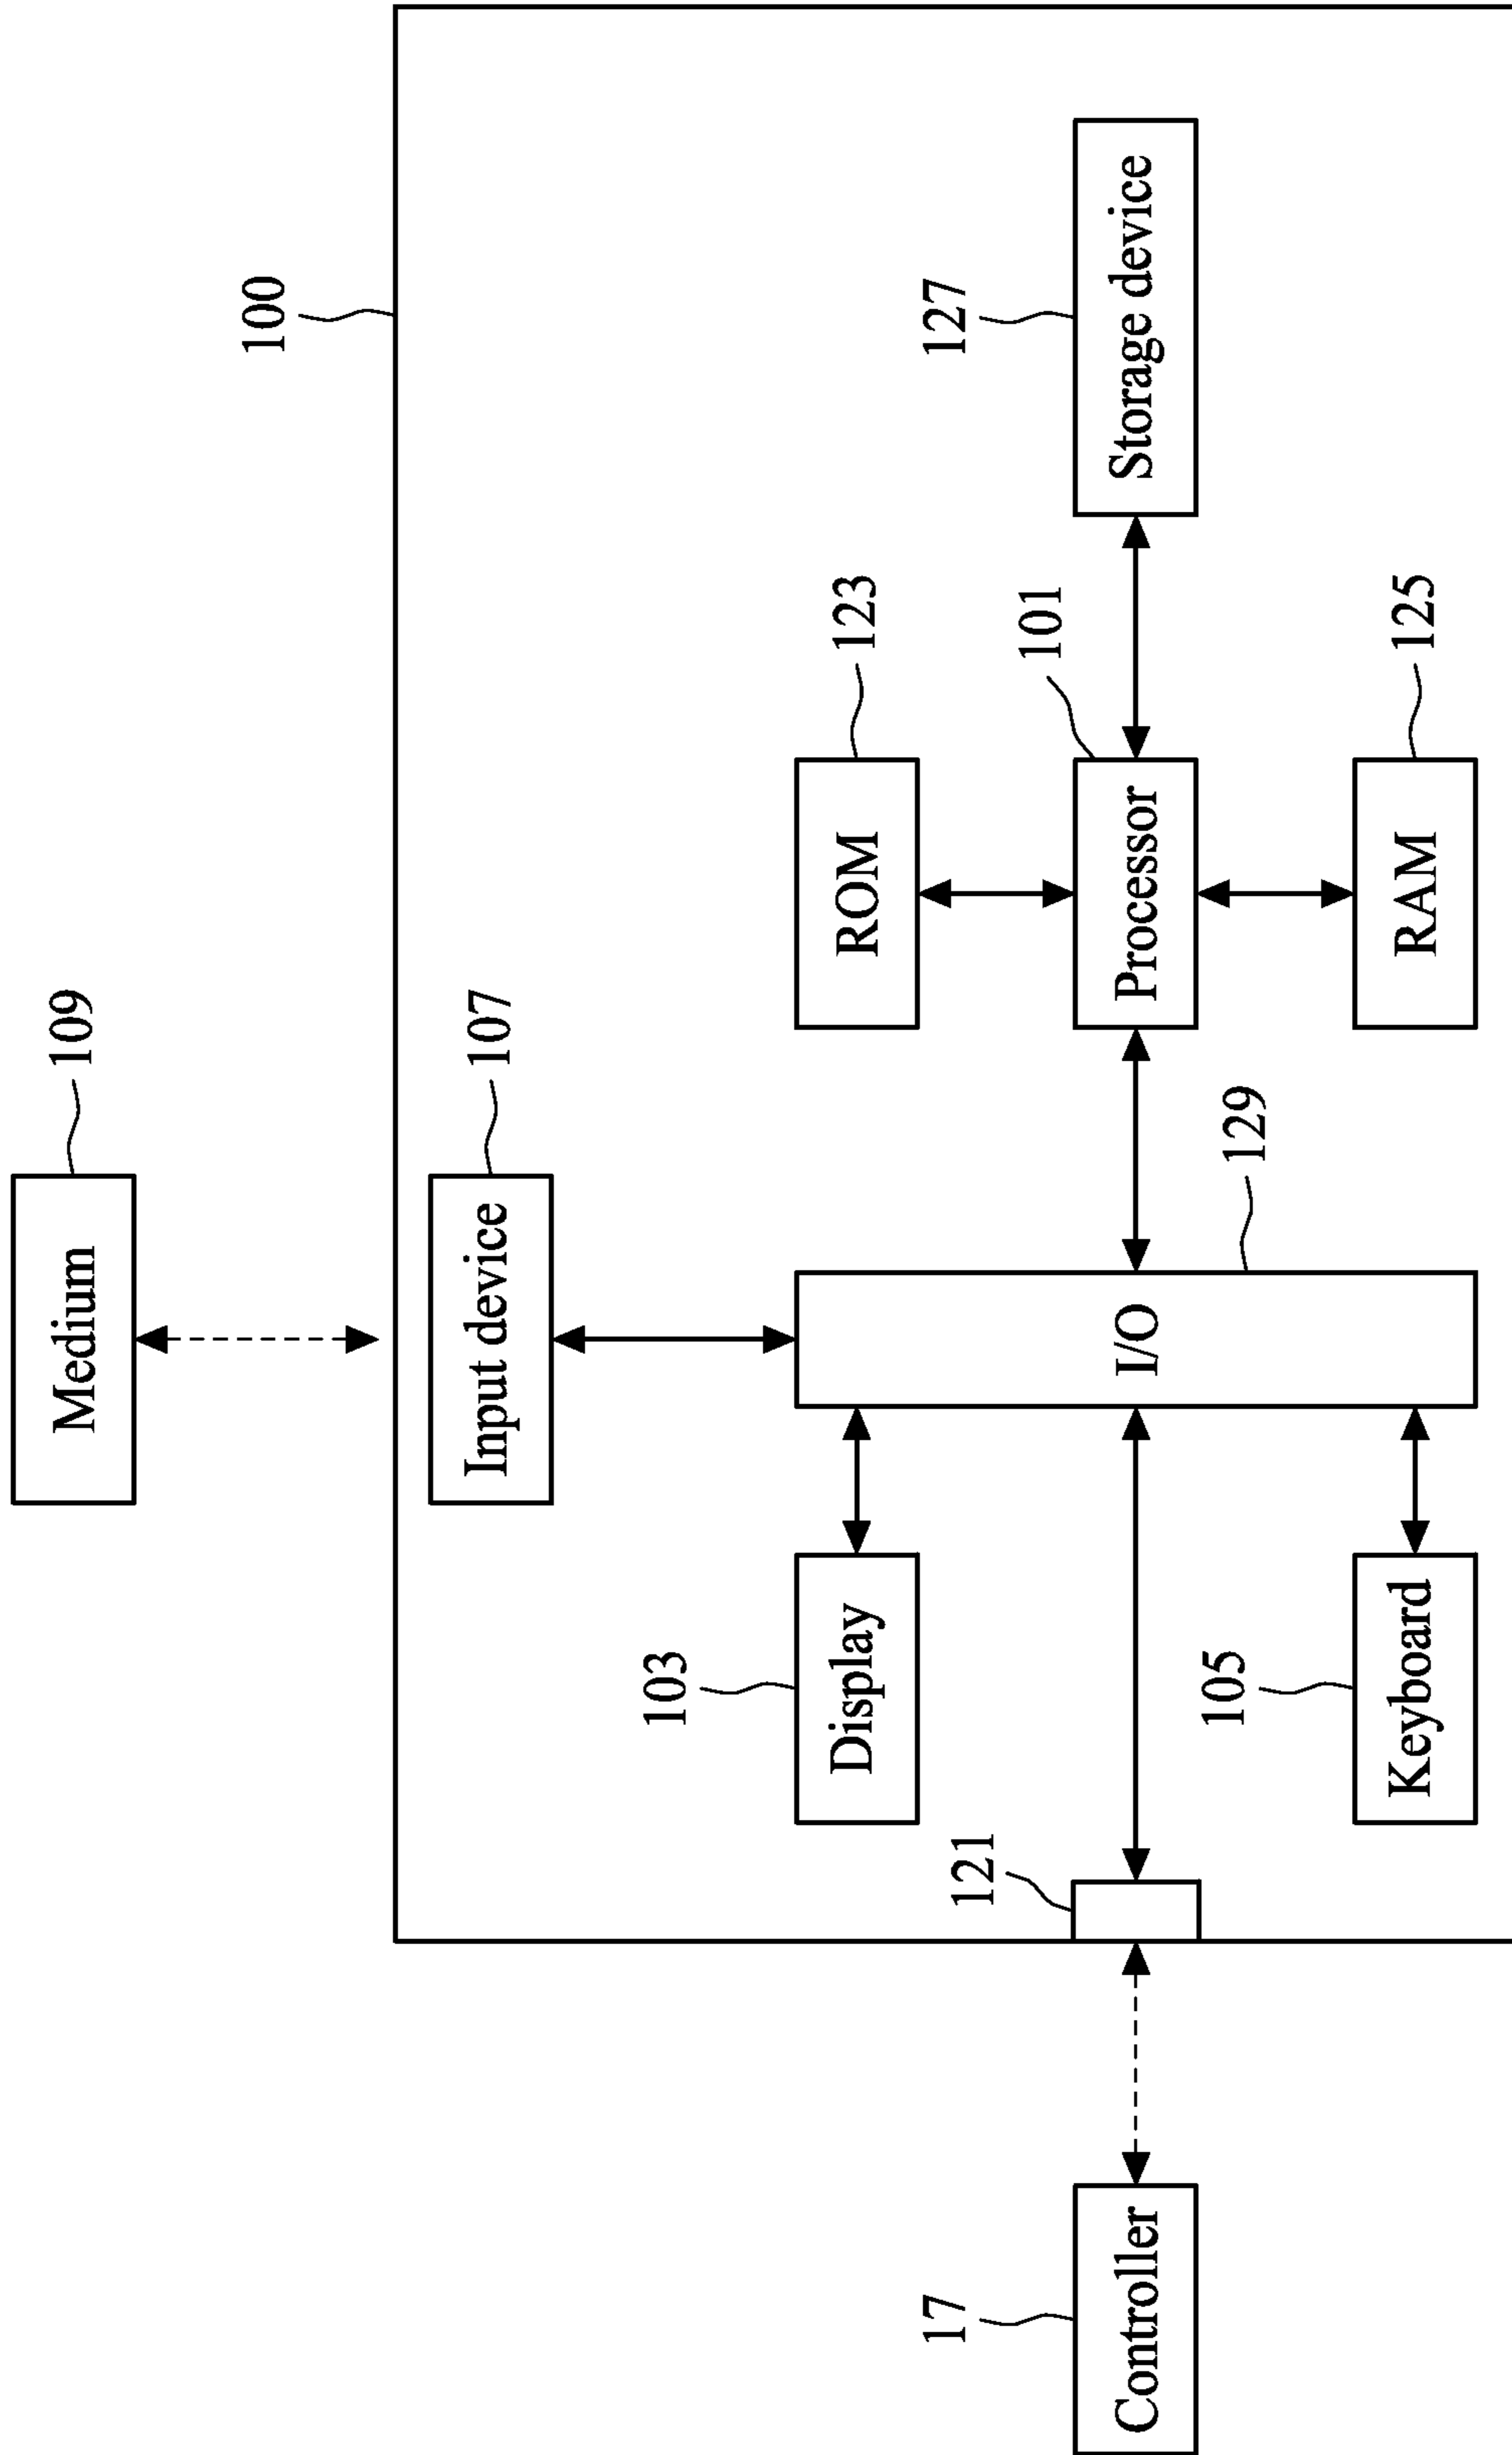 Medium
109
100
Input device
107
ROM
123
Storage device
127
Processor
101
RAM
125
I/O
129
Display
103
Keyboard
105
121
Controller
17